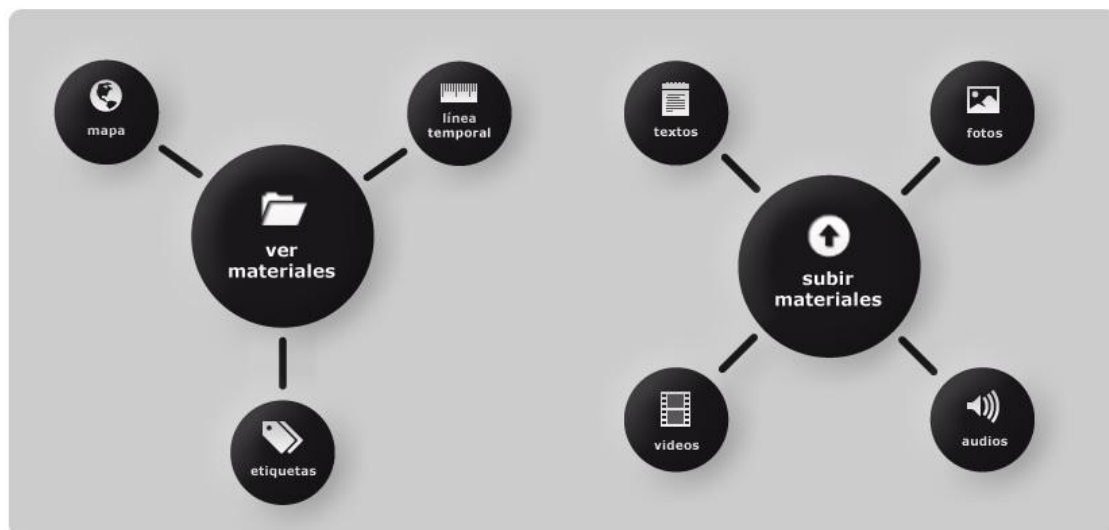 mapa
línea
temporal
ver
materiales
etiquetas
textos
fotos
subir
materiales
videos
audios